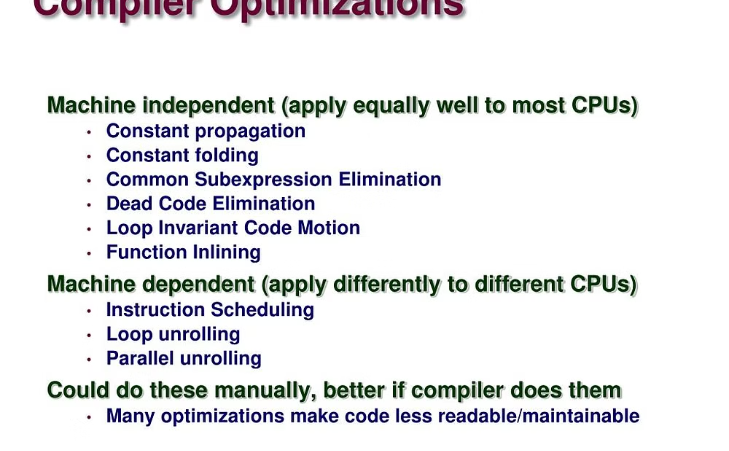 Compiler Optimizations
Machine independent (apply equally well to most CPUs)
• Constant propagation
• Constant folding
• Common Subexpression Elimination
• Dead Code Elimination
• Loop Invariant Code Motion
• Function Inlining
Machine dependent (apply differently to different CPUs)
• Instruction Scheduling
• Loop unrolling
• Parallel unrolling
Could do these manually, better if compiler does them
• Many optimizations make code less readable/maintainable